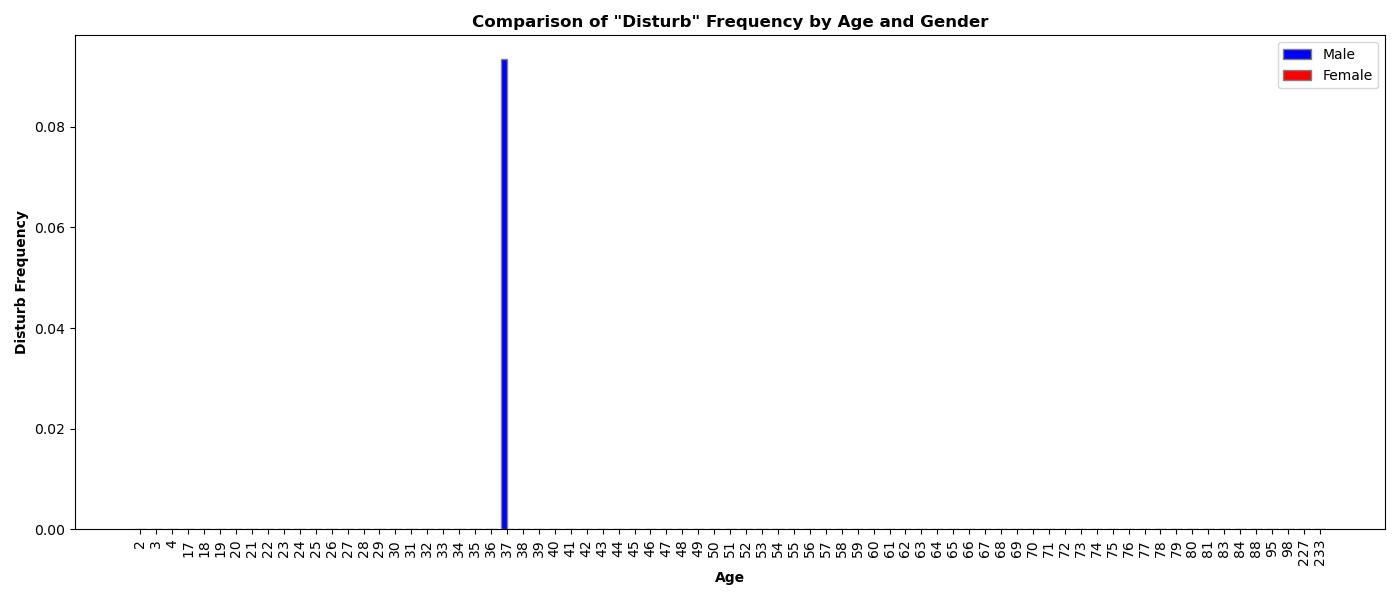 Comparison of "Disturb" Frequency by Age and Gender
Male
Female
0.08
0.06
0.04
0.02
0.00
Disturb Frequency
2 3 4 17 18 19 20 21 22 23 24 25 26 27 28 29 30 31 32 33 34 35 36 37 38 39 40 41 42 43 44 45 46 47 48 49 50 51 52 53 54 55 56 57 58 59 60 61 62 63 64 65 66 67 68 69 70 71 72 73 74 75 76 77 78 79 80 81 83 84 88 95 98 227 233
Age